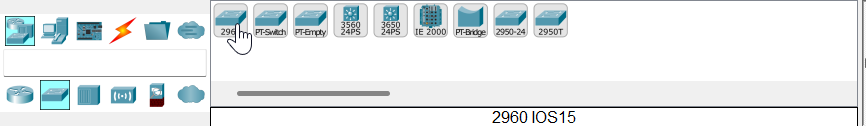 2960
PT-Switch
PT-Empty
3560
24PS
3650
24PS
IE 2000
PT-Bridge
2950-24
2950T
2960 IOS15